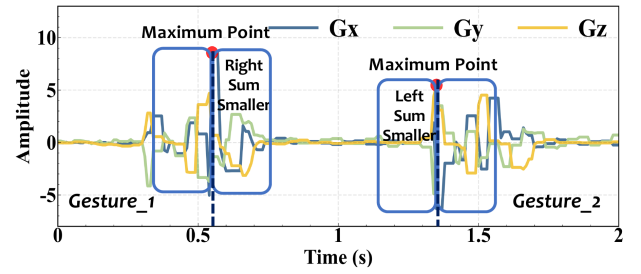 Maximum Point
Gx
Gy
Gz
Maximum Point
Right
Sum
Smaller
Left
Sum
Smaller
Amplitude
10
5
0
-5
Gesture_1
Gesture_2
0
0.5
1
1.5
2
Time (s)